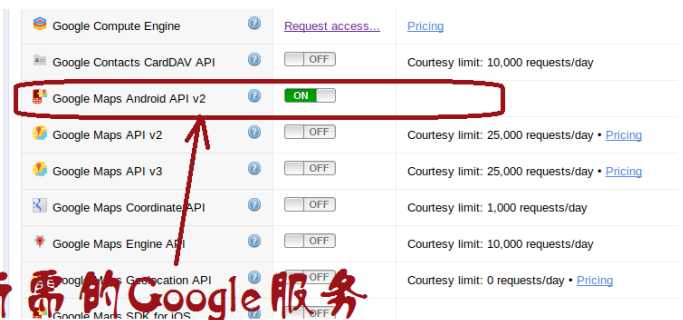 Google Compute Engine Request access... Pricing
Google Contacts CardDAV API OFF Courtesy limit: 10,000 requests/day
Google Maps Android API v2 ON
Google Maps API v2 OFF Courtesy limit: 25,000 requests/day • Pricing
Google Maps API v3 OFF Courtesy limit: 25,000 requests/day • Pricing
Google Maps Coordinate API OFF Courtesy limit: 1,000 requests/day
Google Maps Engine API OFF Courtesy limit: 10,000 requests/day
Google Maps Geolocation API OFF Courtesy limit: 0 requests/day • Pricing
所需的Google服务
Google Maps SDK for iOS OFF